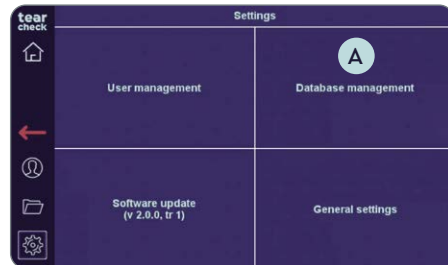 tear
check
Settings
A
User management
Database management
Software update
(v 2.0.0, tr 1)
General settings